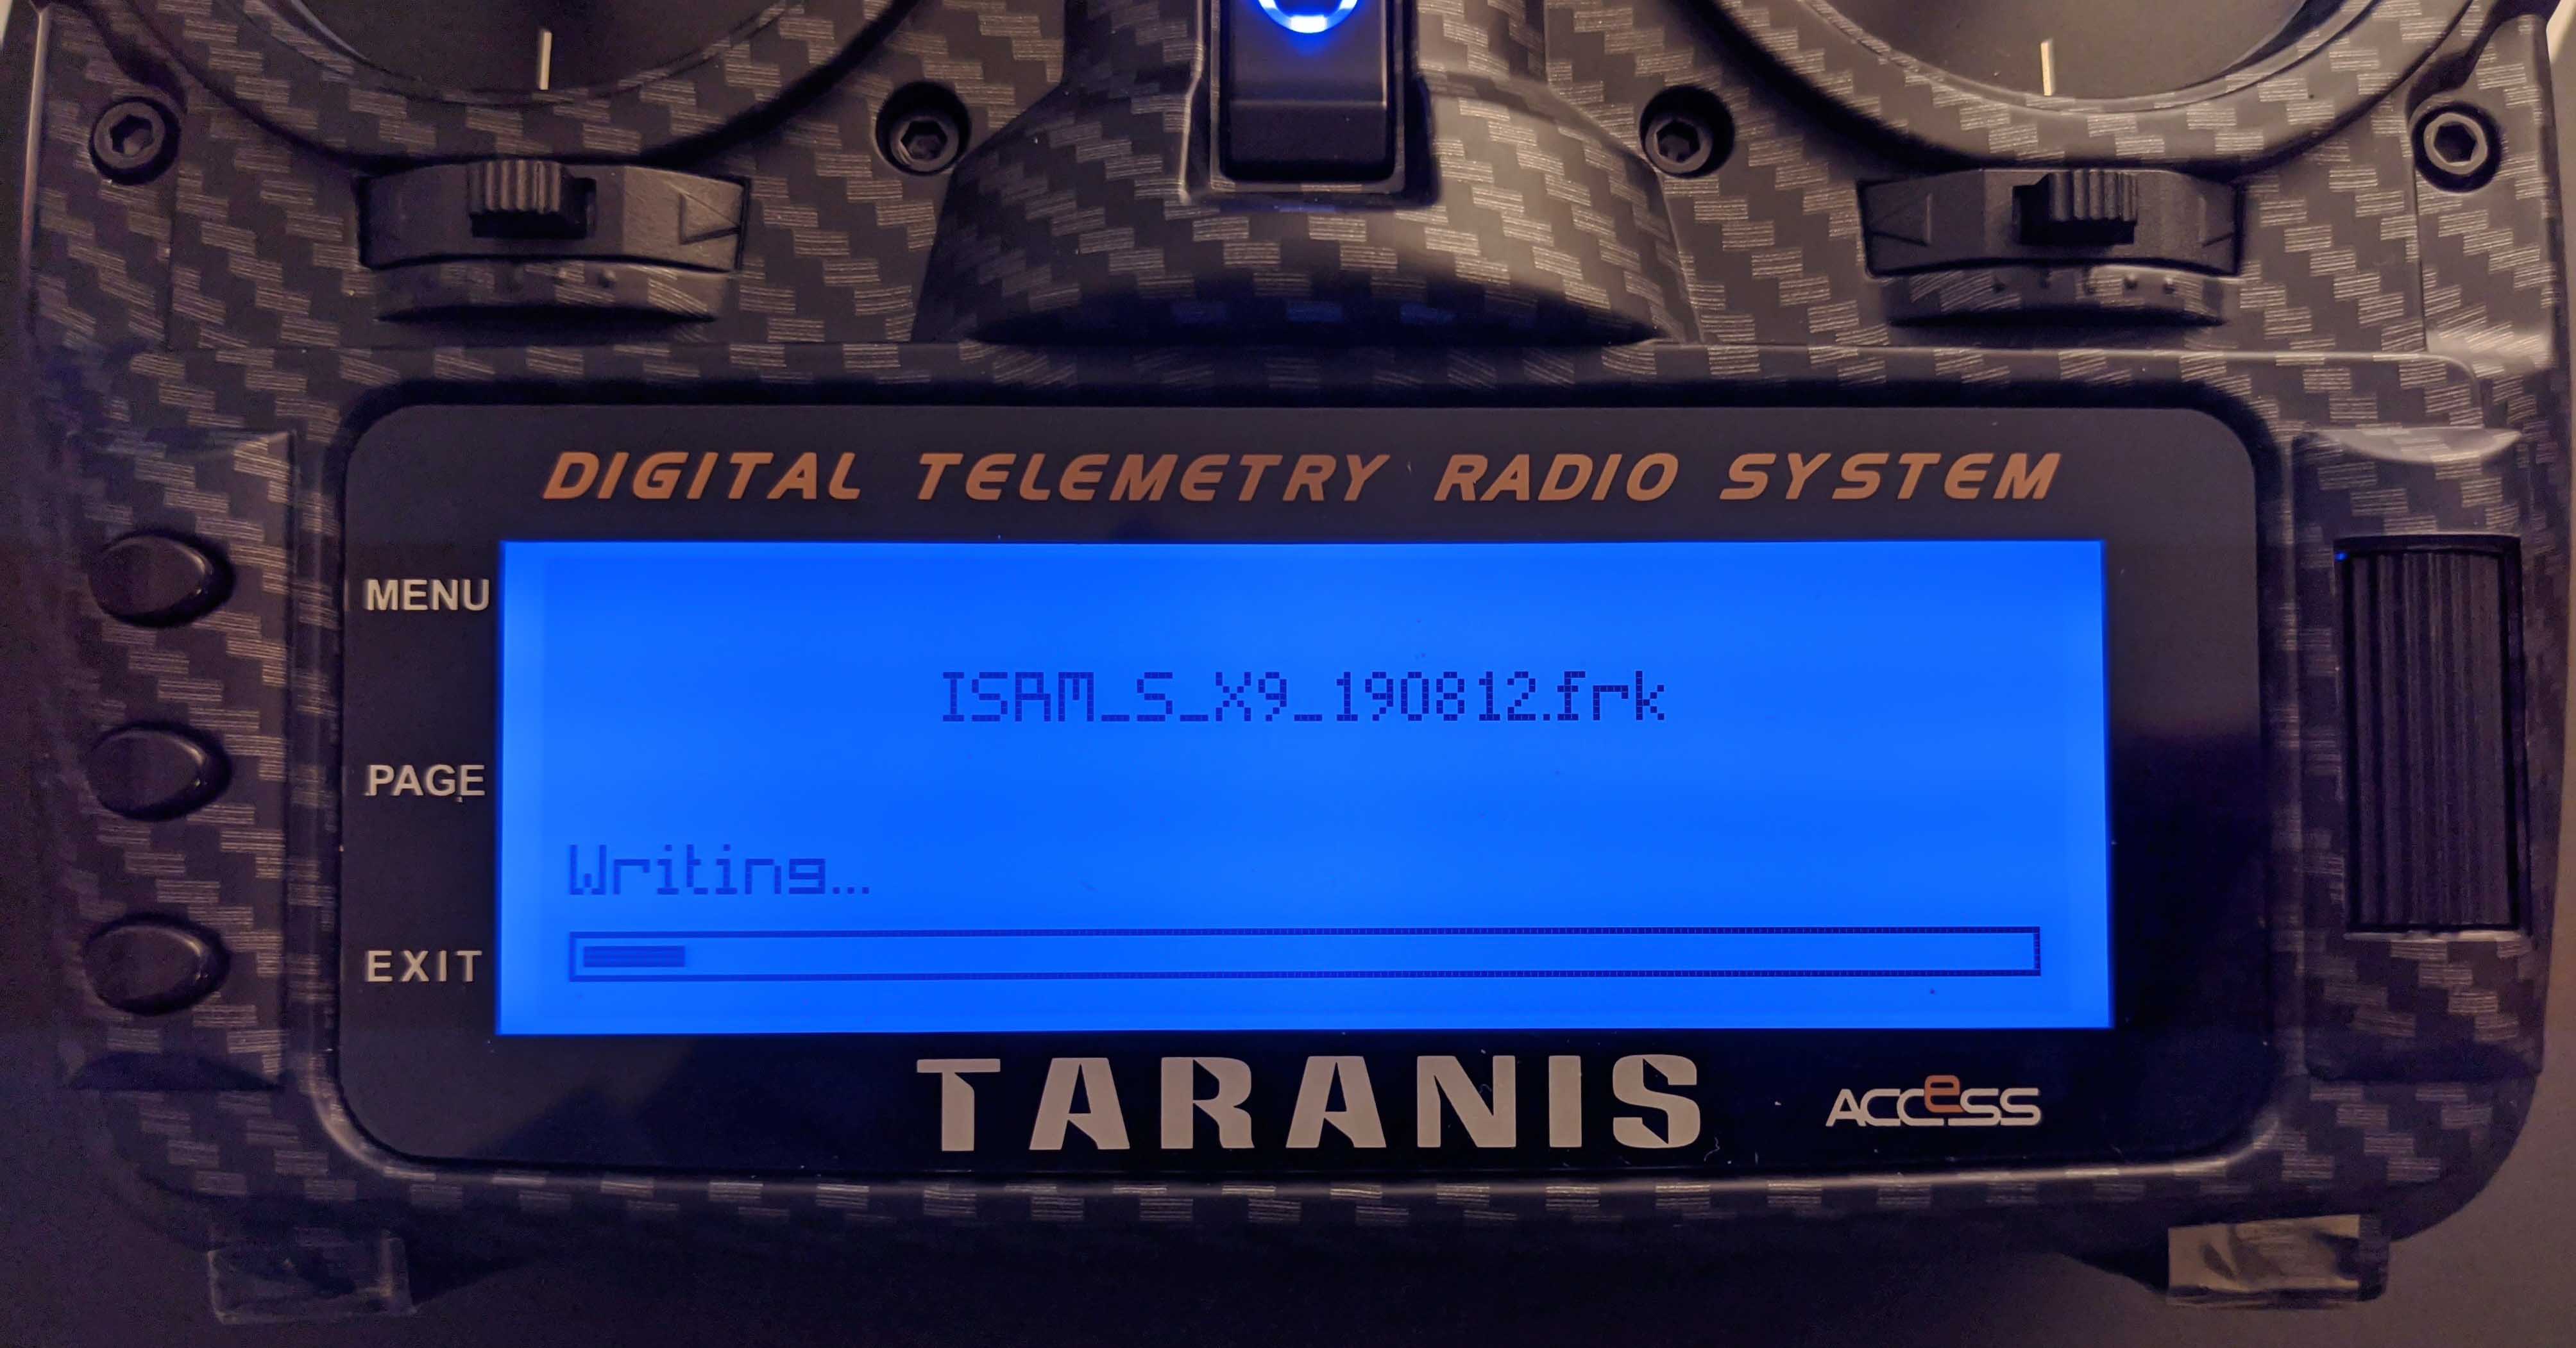 DIGITAL TELEMETRY RADIO SYSTEM
MENU
ISRM_S_X9_190812.frk
PAGE
Writing...
EXIT
TARANIS
ACCeSS